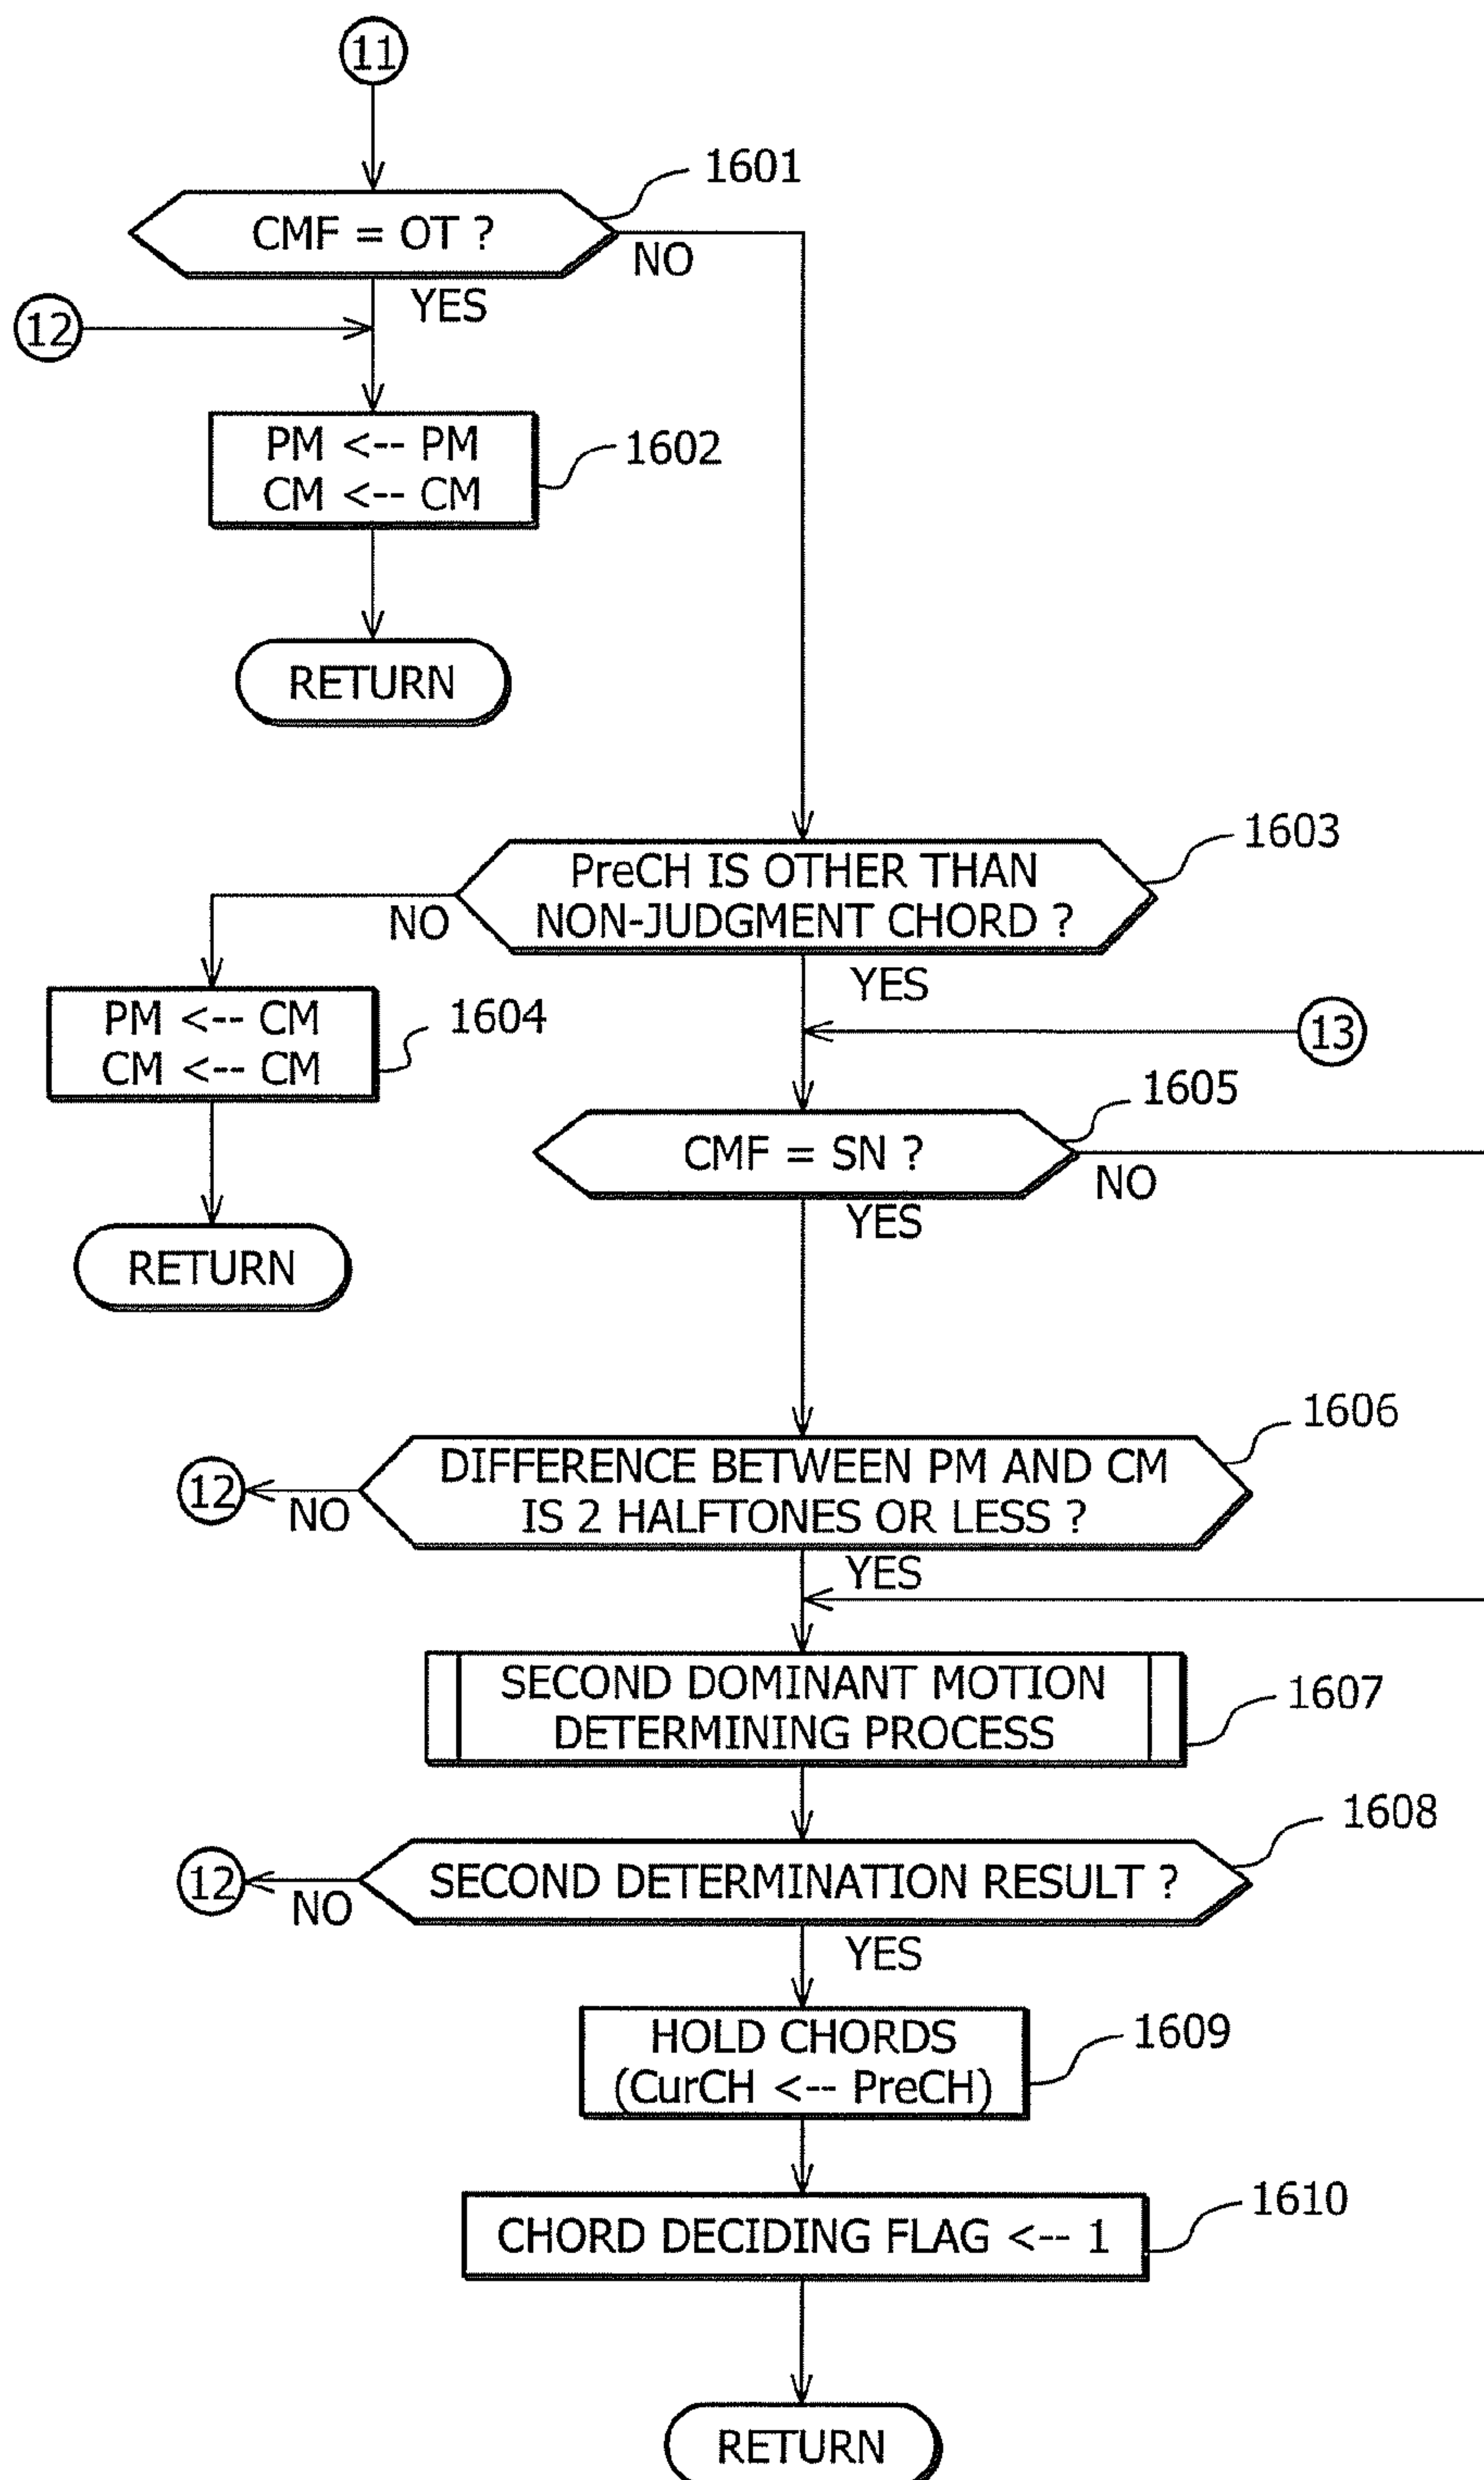 11
1601
CMF = OT ?
NO
YES
12
PM <-- PM
CM <-- CM
1602
RETURN
1603
PreCH IS OTHER THAN
NON-JUDGMENT CHORD ?
NO
YES
PM <-- CM
CM <-- CM
1604
13
1605
CMF = SN ?
NO
YES
RETURN
1606
DIFFERENCE BETWEEN PM AND CM
IS 2 HALFTONES OR LESS ?
12
NO
YES
SECOND DOMINANT MOTION
DETERMINING PROCESS
1607
1608
SECOND DETERMINATION RESULT ?
12
NO
YES
HOLD CHORDS
(CurCH <-- PreCH)
1609
1610
CHORD DECIDING FLAG <-- 1
RETURN